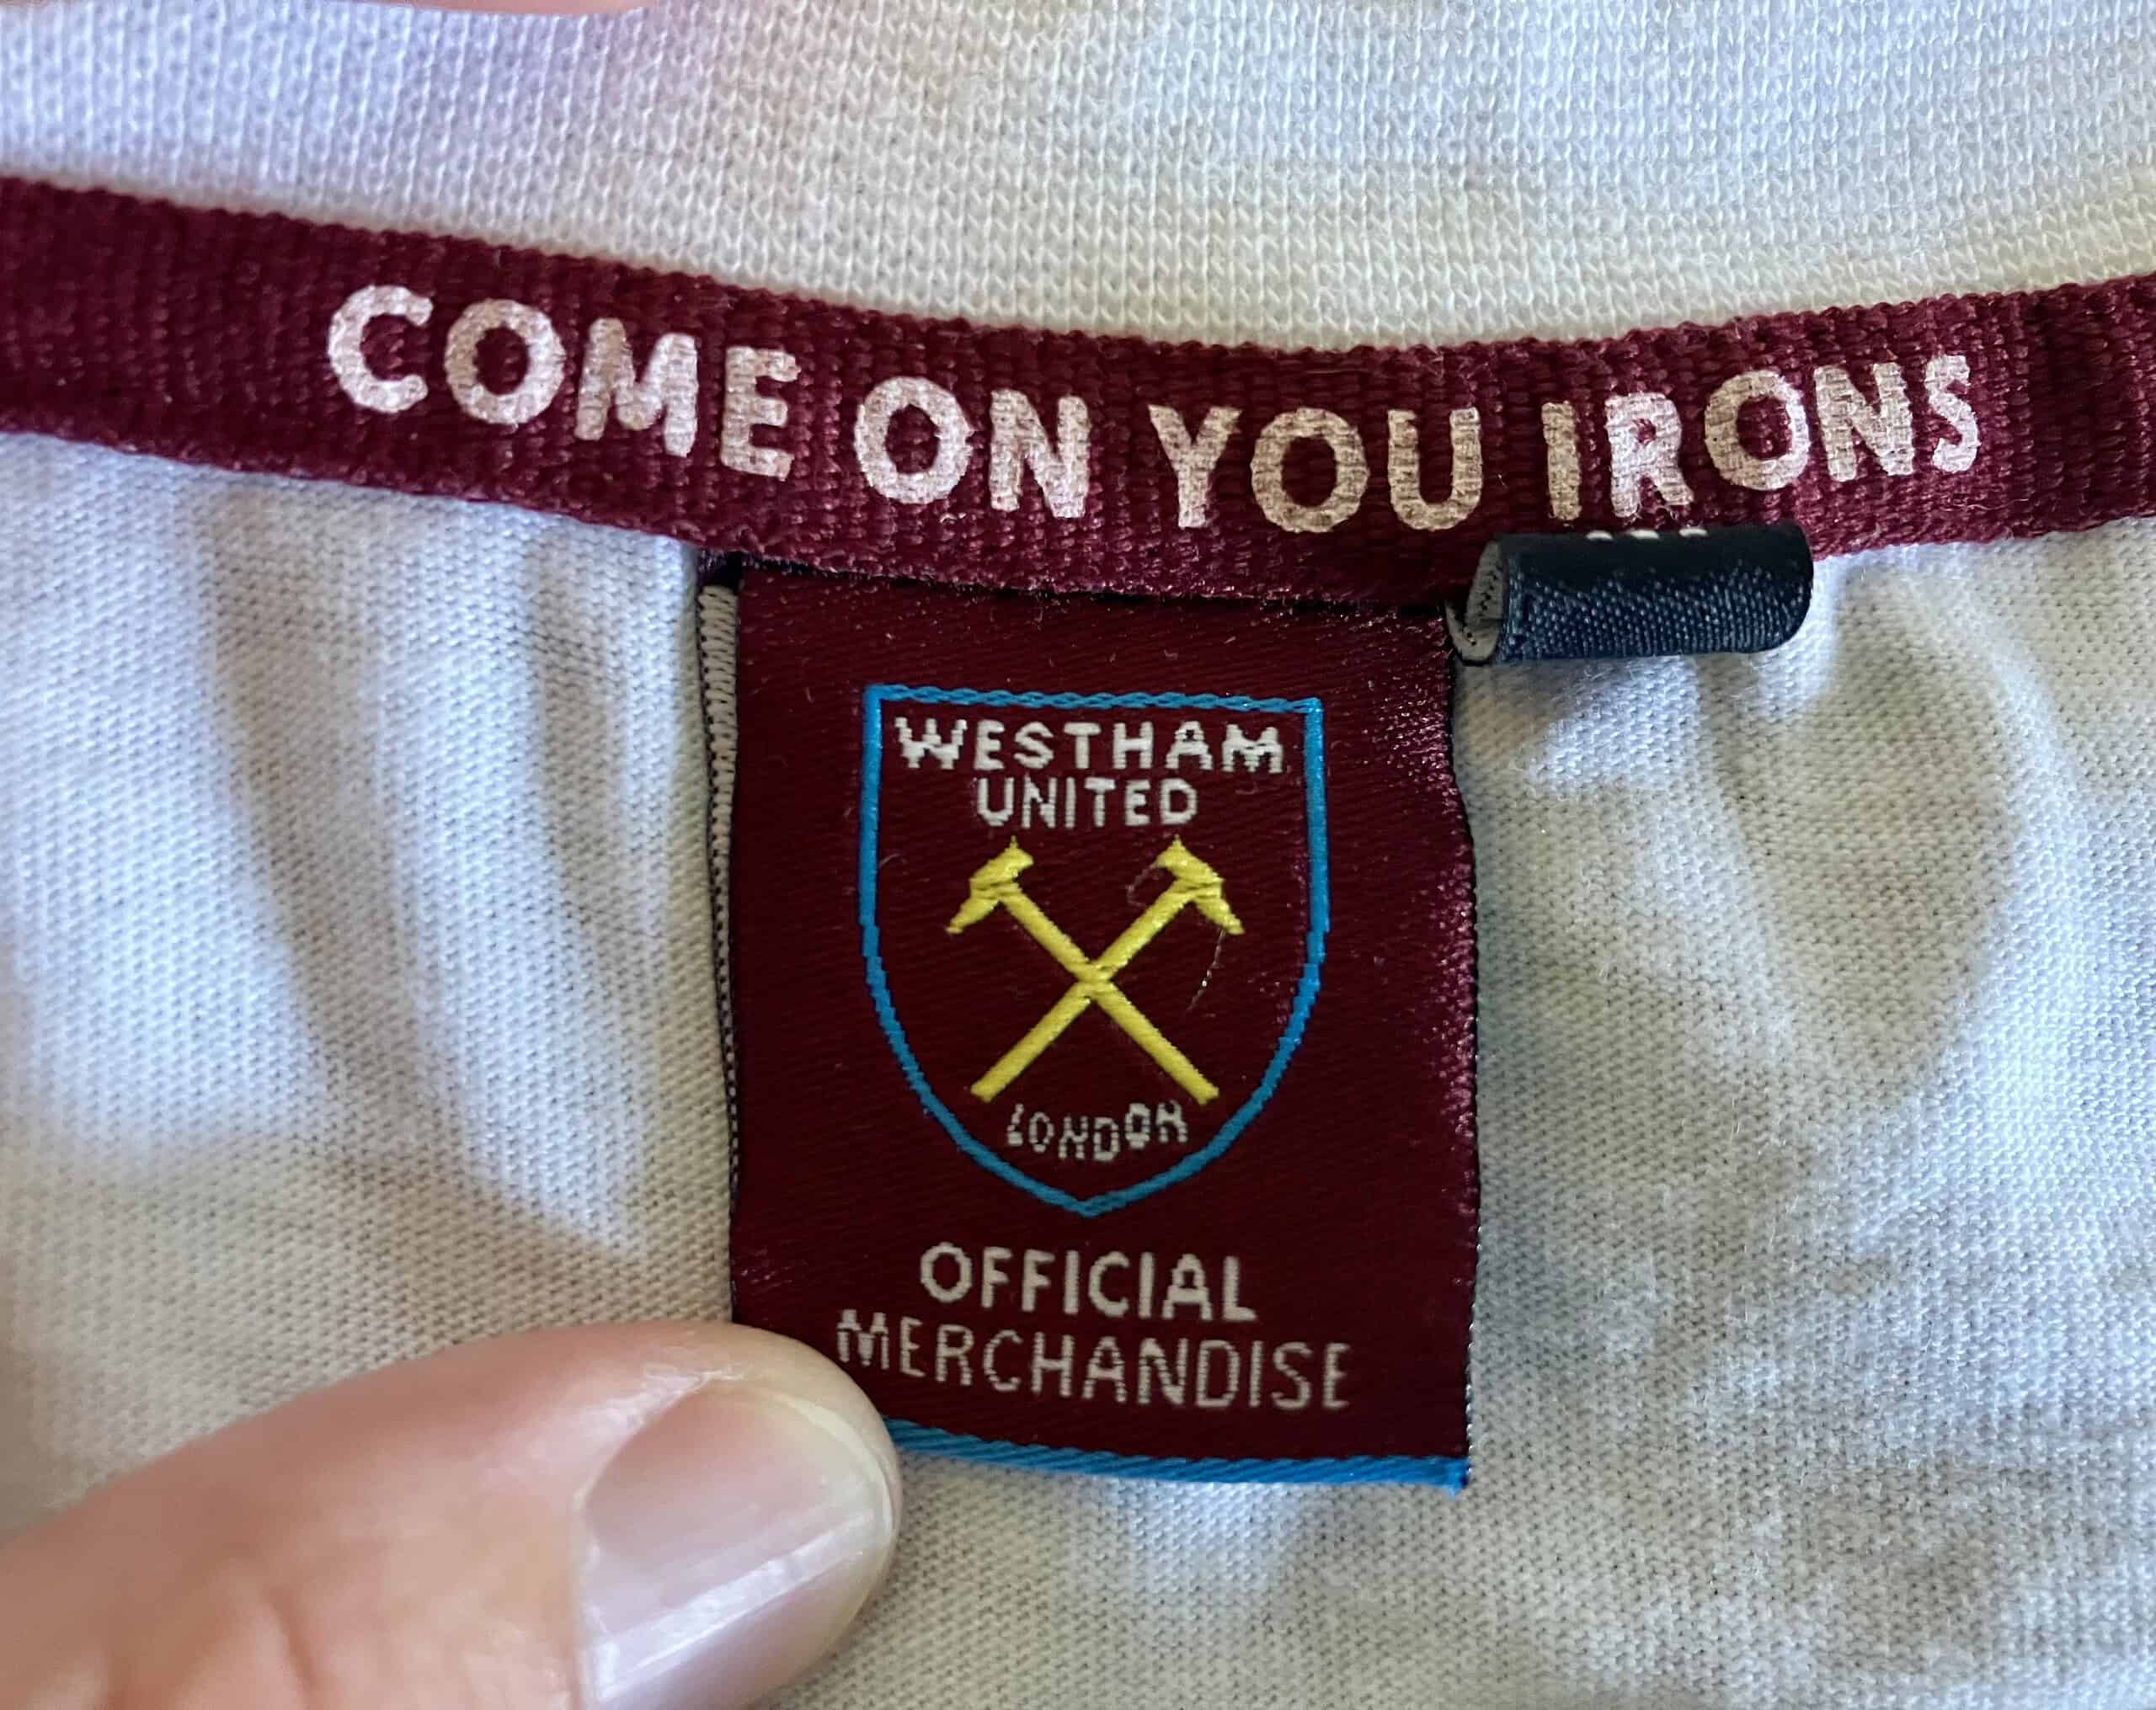 COME ON YOU IRONS
WESTHAM
UNITED
LONDON
OFFICIAL
MERCHANDISE